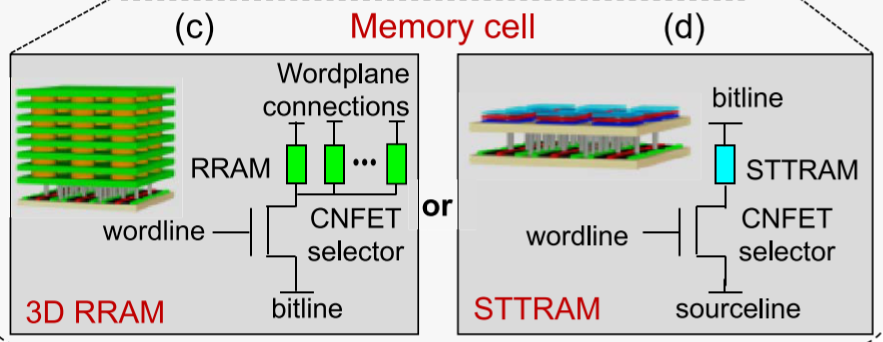 (c)
Memory cell
(d)
Wordplane
connections
RRAM
•••
wordline
CNFET
selector
bitline
3D RRAM
or
bitline
STTRAM
wordline
CNFET
selector
sourceline
STTRAM